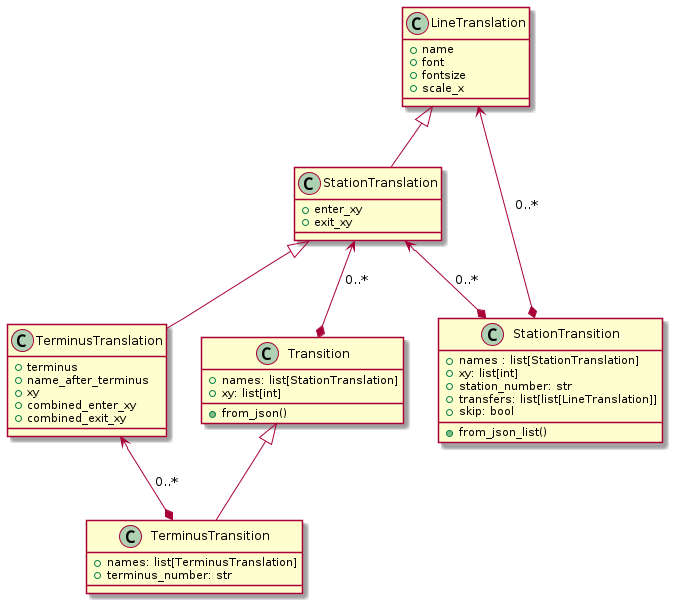 C LineTranslation
name
font
fontsize
scale_x
0..*
C StationTranslation
enter_xy
exit_xy
0..*
0..*
C TerminusTranslation
terminus
name_after_terminus
xy
combined_enter_xy
combined_exit_xy
C Transition
names: list[StationTranslation]
xy: list[int]
from_json()
C StationTransition
names : list[StationTranslation]
xy: list[int]
station_number: str
transfers: list[list[LineTranslation]]
skip: bool
from_json_list()
0..*
C TerminusTransition
names: list[TerminusTranslation]
terminus_number: str